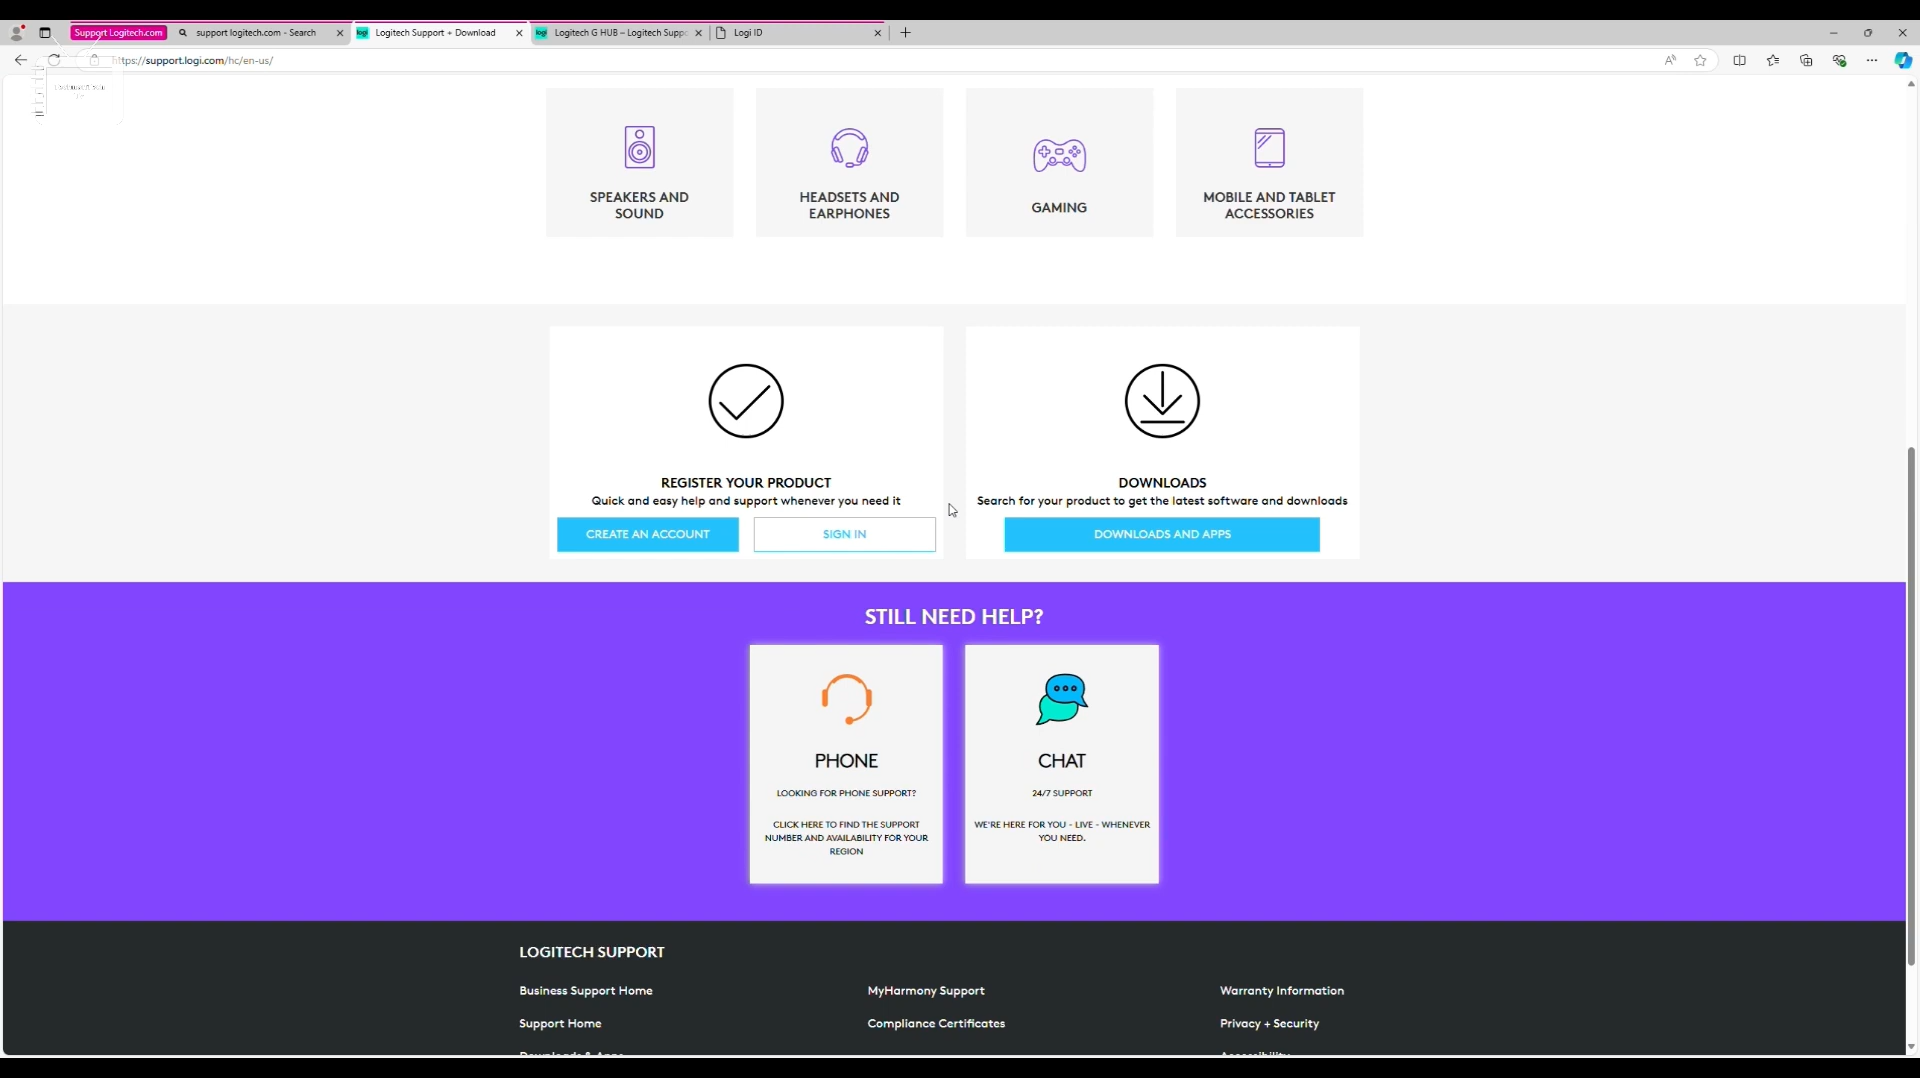 Support Logitech.com
support logitech.com - Search
logi
Logitech Support + Download
logi
Logitech G HUB – Logitech Suppo
Logi ID
https://support.logi.com/hc/en-us/
SPEAKERS AND
SOUND
HEADSETS AND
EARPHONES
GAMING
MOBILE AND TABLET
ACCESSORIES
REGISTER YOUR PRODUCT
Quick and easy help and support whenever you need it
CREATE AN ACCOUNT
SIGN IN
DOWNLOADS
Search for your product to get the latest software and downloads
DOWNLOADS AND APPS
STILL NEED HELP?
PHONE
LOOKING FOR PHONE SUPPORT?
CLICK HERE TO FIND THE SUPPORT
NUMBER AND AVAILABILITY FOR YOUR
REGION
CHAT
24/7 SUPPORT
WE'RE HERE FOR YOU - LIVE - WHENEVER
YOU NEED.
LOGITECH SUPPORT
Business Support Home
MyHarmony Support
Warranty Information
Support Home
Compliance Certificates
Privacy + Security
Downloads & Apps
Accessibility